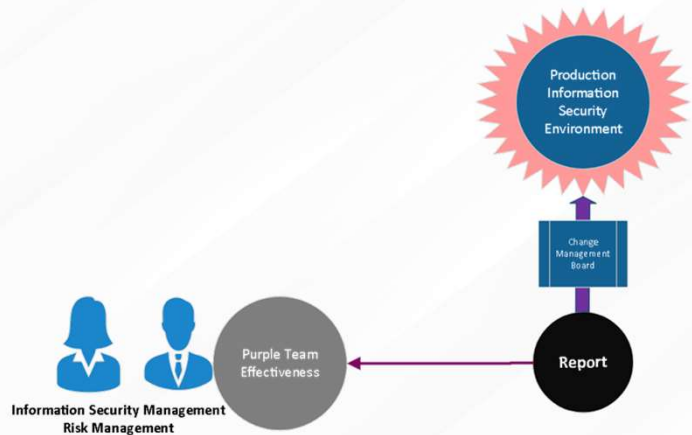 Production
Information
Security
Environment
Change
Management
Board
Purple Team
Effectiveness
Report
Information Security Management
Risk Management